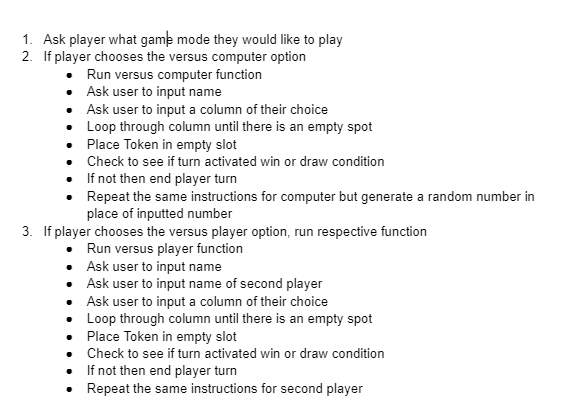 1. Ask player what game mode they would like to play
2. If player chooses the versus computer option
• Run versus computer function
• Ask user to input name
• Ask user to input a column of their choice
• Loop through column until there is an empty spot
• Place Token in empty slot
• Check to see if turn activated win or draw condition
• If not then end player turn
• Repeat the same instructions for computer but generate a random number in
place of inputted number
3. If player chooses the versus player option, run respective function
• Run versus player function
• Ask user to input name
• Ask user to input name of second player
• Ask user to input a column of their choice
• Loop through column until there is an empty spot
• Place Token in empty slot
• Check to see if turn activated win or draw condition
• If not then end player turn
• Repeat the same instructions for second player